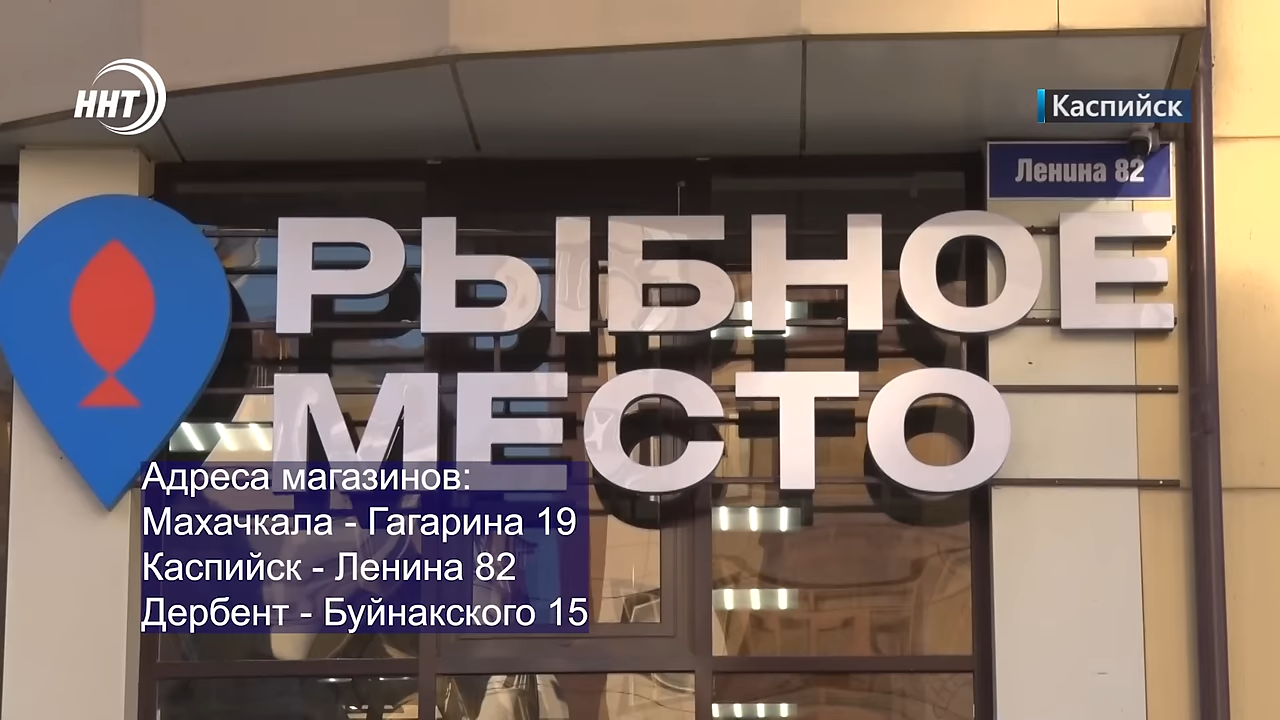 ННТ
Каспийск
Ленина 82
РЫБНОЕ
МЕСТО
Адреса магазинов:
Махачкала - Гагарина 19
Каспийск - Ленина 82
Дербент - Буйнакского 15